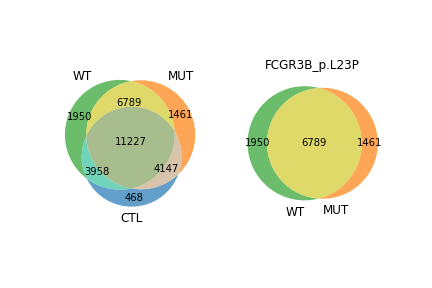 WT
MUT
6789
1950
1461
11227
3958
4147
468
CTL
FCGR3B_p.L23P
1950
6789
1461
WT
MUT